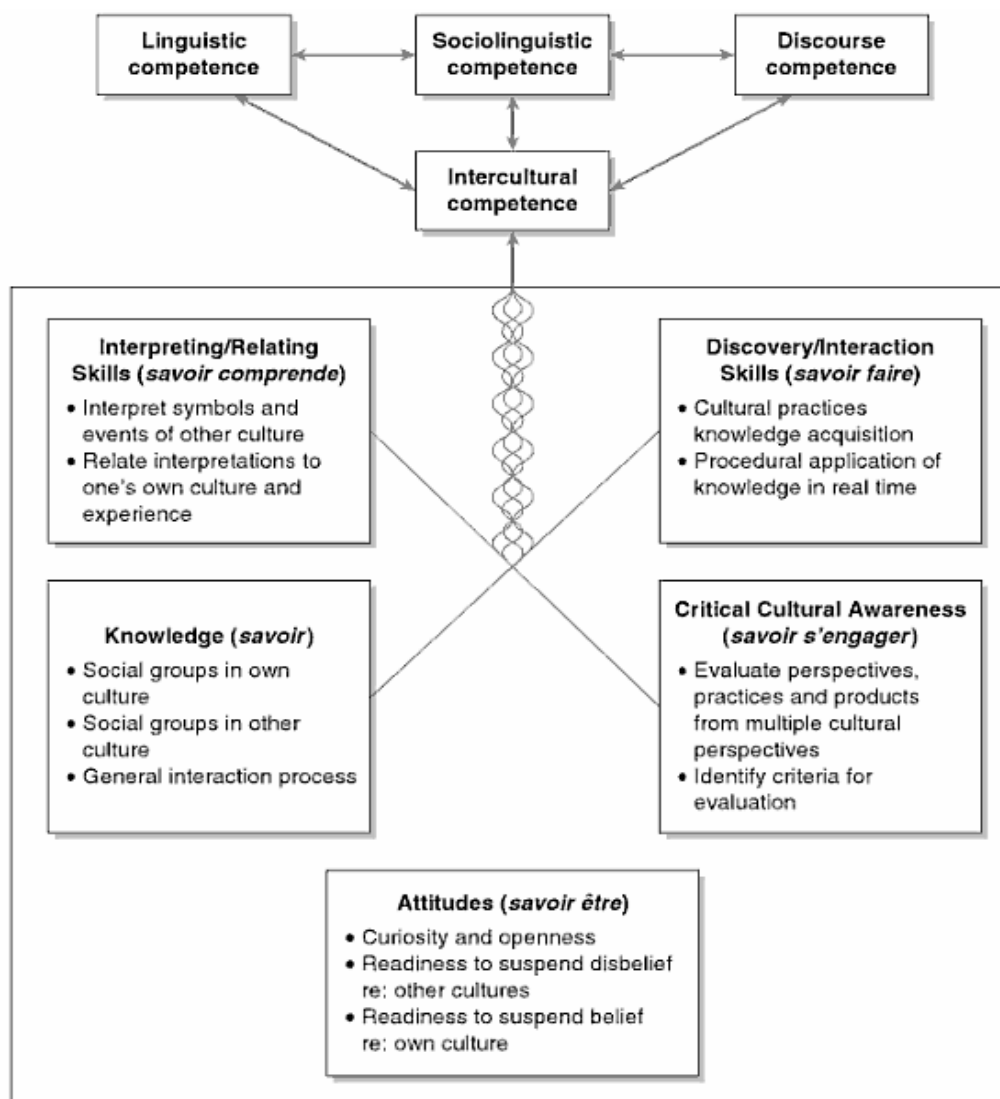 Linguistic
competence
Sociolinguistic
competence
Discourse
competence
Intercultural
competence
Interpreting/Relating
Skills (savoir comprende)
• Interpret symbols and
events of other culture
• Relate interpretations to
one's own culture and
experience
Discovery/Interaction
Skills (savoir faire)
• Cultural practices
knowledge acquisition
• Procedural application of
knowledge in real time
Knowledge (savoir)
• Social groups in own
culture
• Social groups in other
culture
• General interaction process
Critical Cultural Awareness
(savoir s'engager)
• Evaluate perspectives,
practices and products
from multiple cultural
perspectives
• Identify criteria for
evaluation
Attitudes (savoir être)
• Curiosity and openness
• Readiness to suspend disbelief
re: other cultures
• Readiness to suspend belief
re: own culture